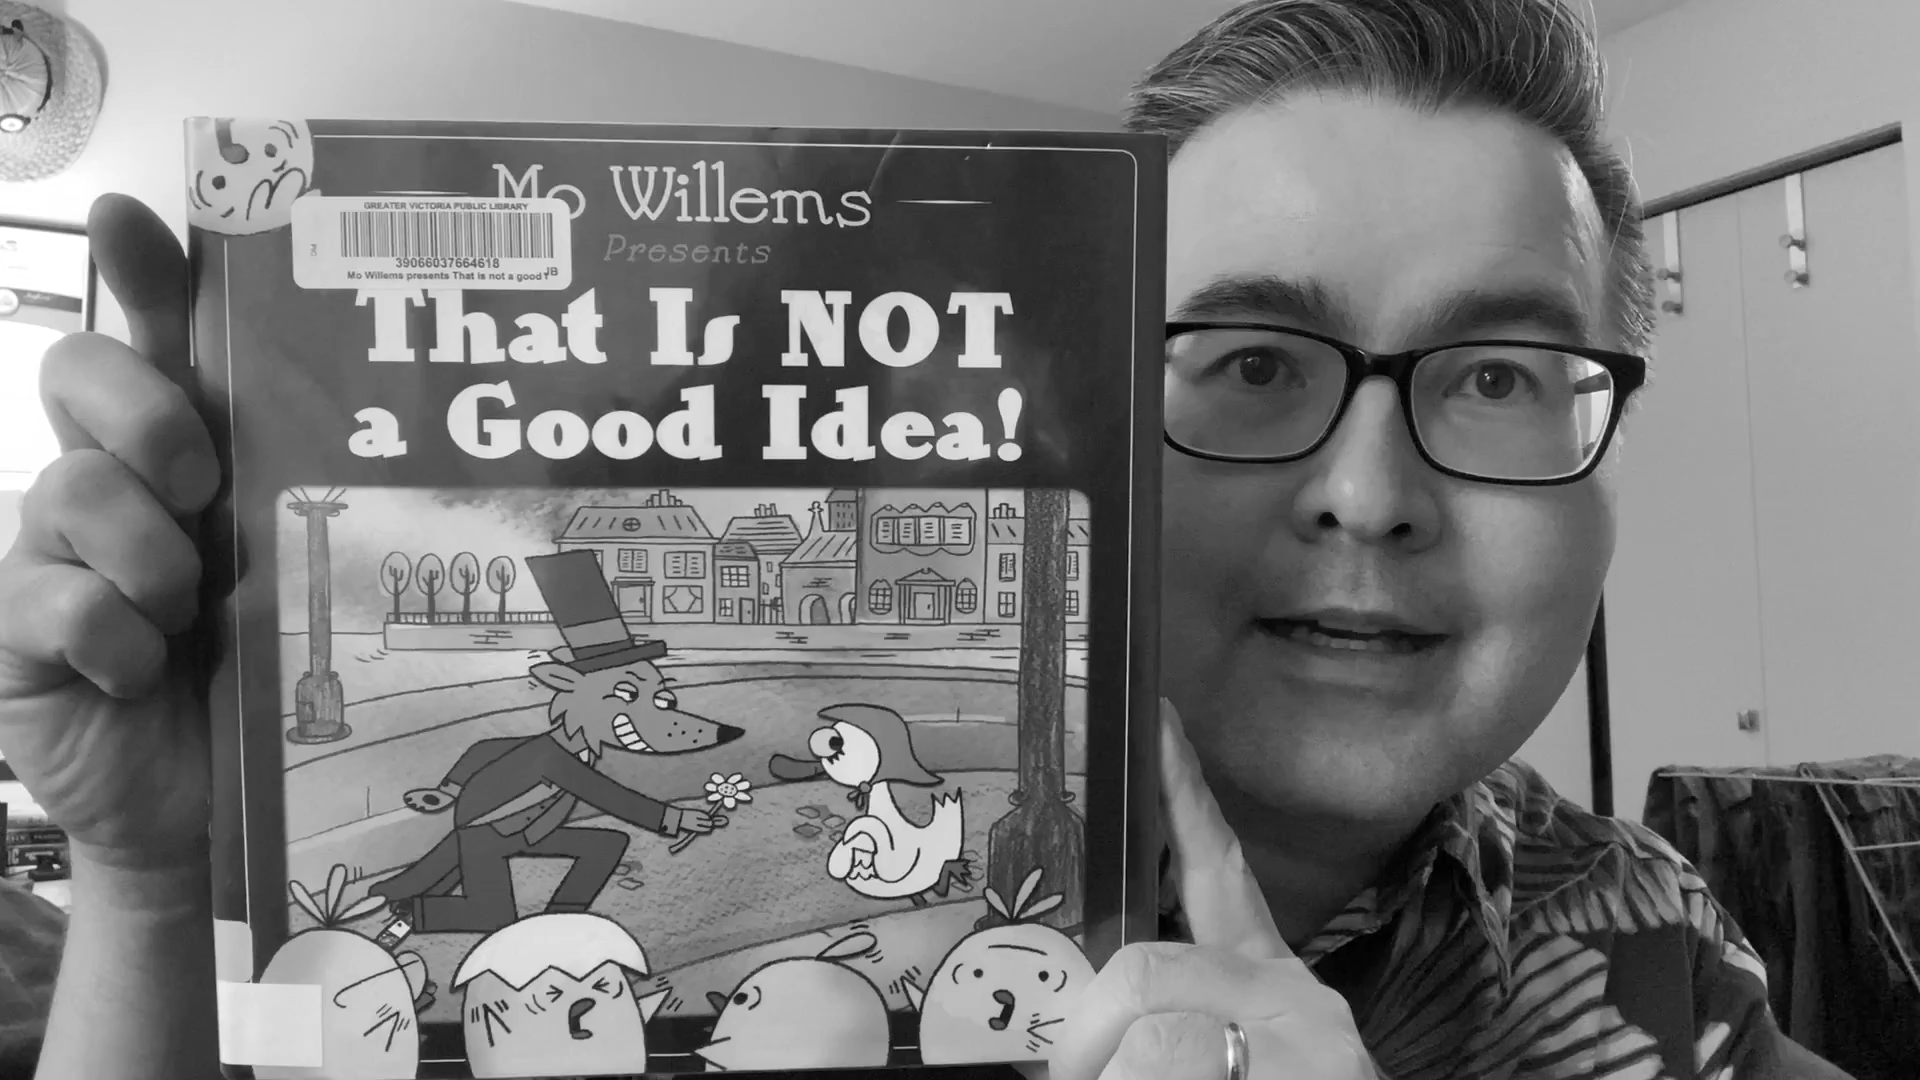 Mo Willems
GREATER VICTORIA PUBLIC LIBRARY
39066037664618
Mo Willems presents That is not a good
JB
Presents
That Is NOT
a Good Idea!